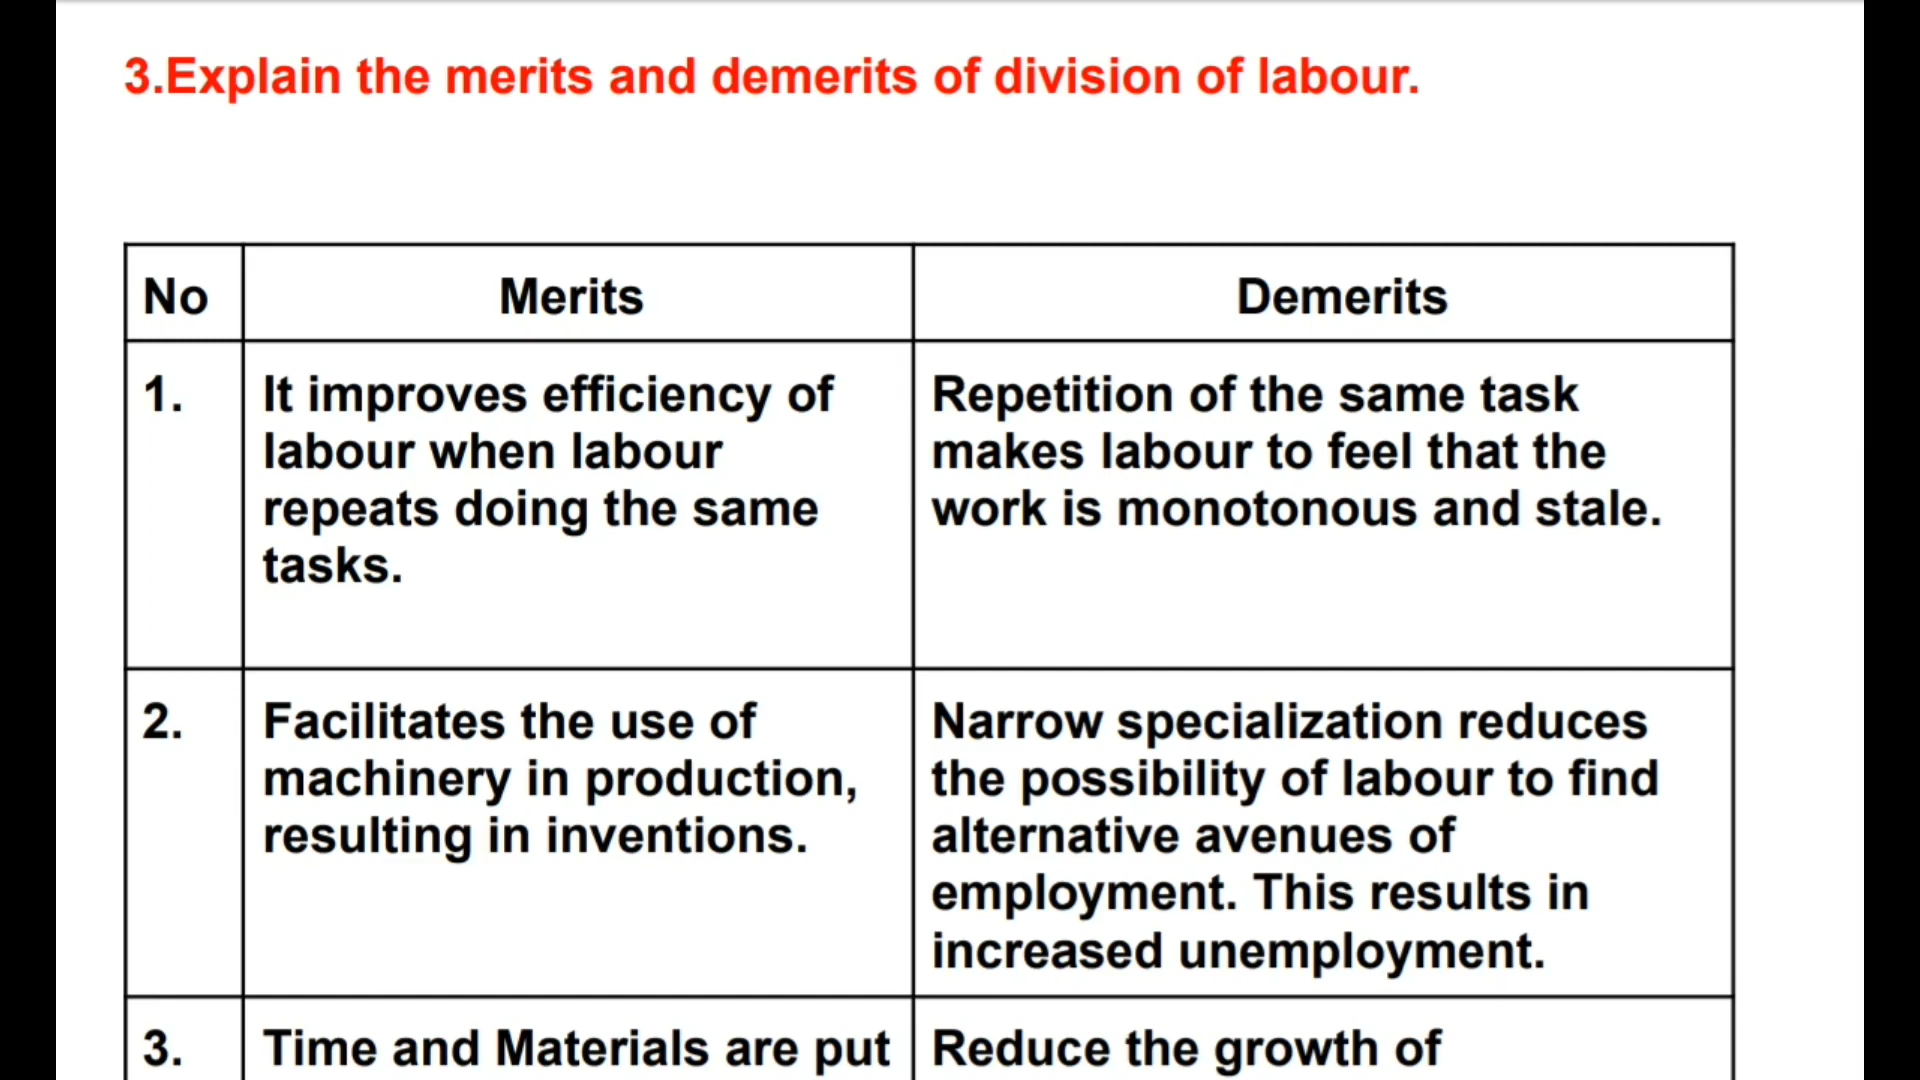 3.Explain the merits and demerits of division of labour.
No Merits Demerits
1. It improves efficiency of
labour when labour
repeats doing the same
tasks.
Repetition of the same task
makes labour to feel that the
work is monotonous and stale.
2. Facilitates the use of
machinery in production,
resulting in inventions.
Narrow specialization reduces
the possibility of labour to find
alternative avenues of
employment. This results in
increased unemployment.
3. Time and Materials are put
Reduce the growth of